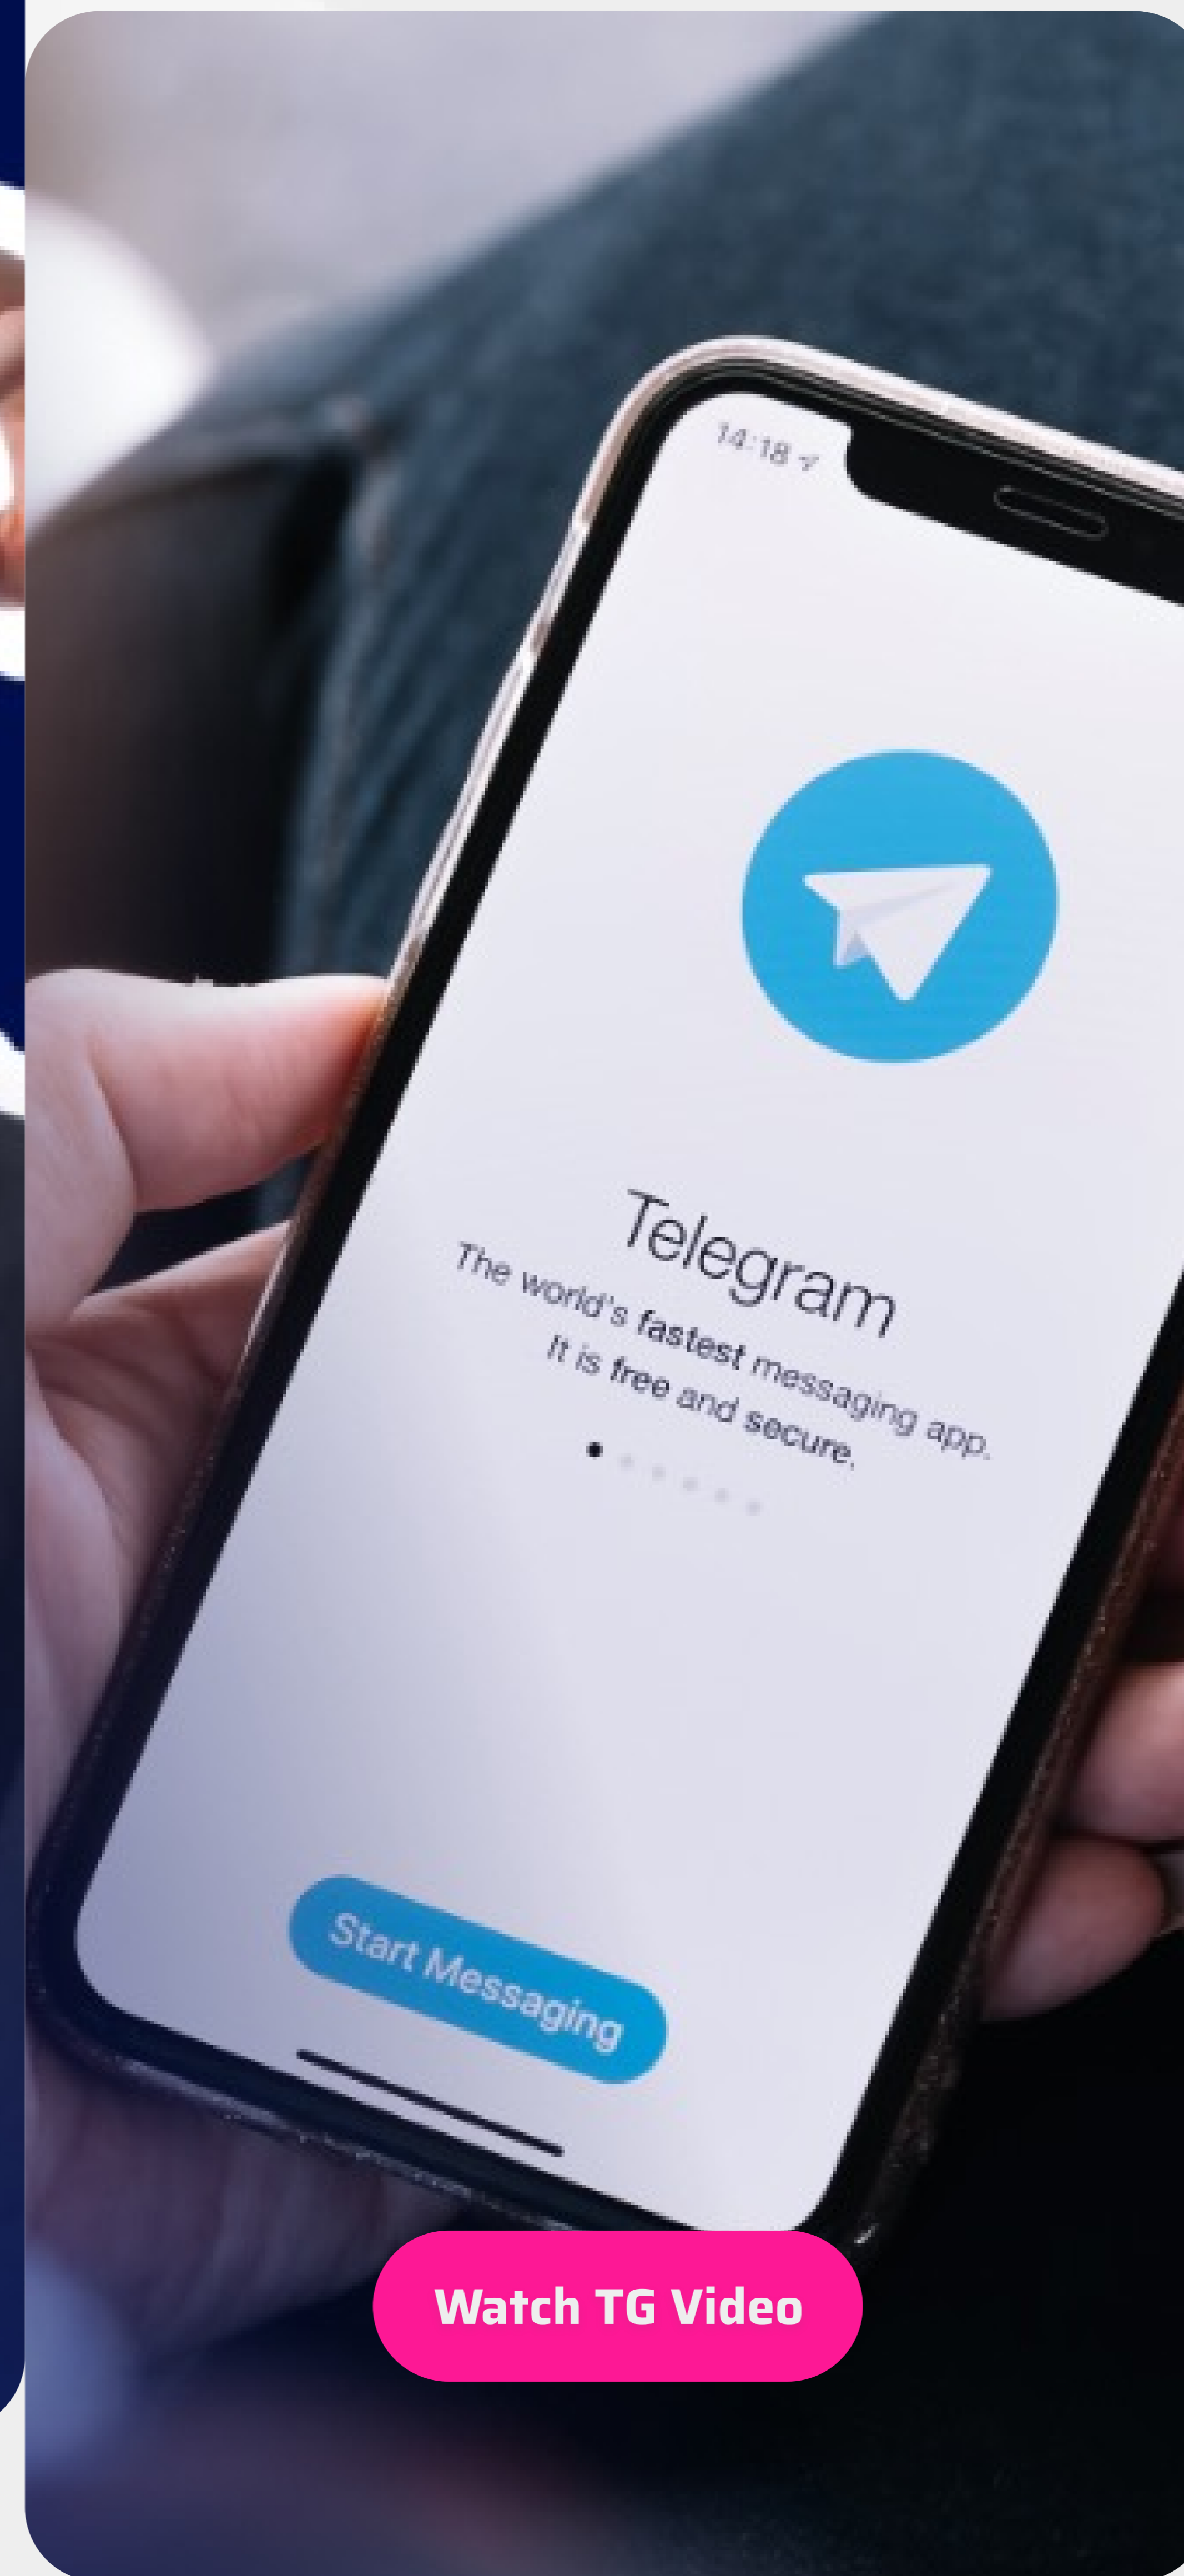 14:18
Telegram
The world's fastest messaging app.
It is free and secure.
Start Messaging
Watch TG Video